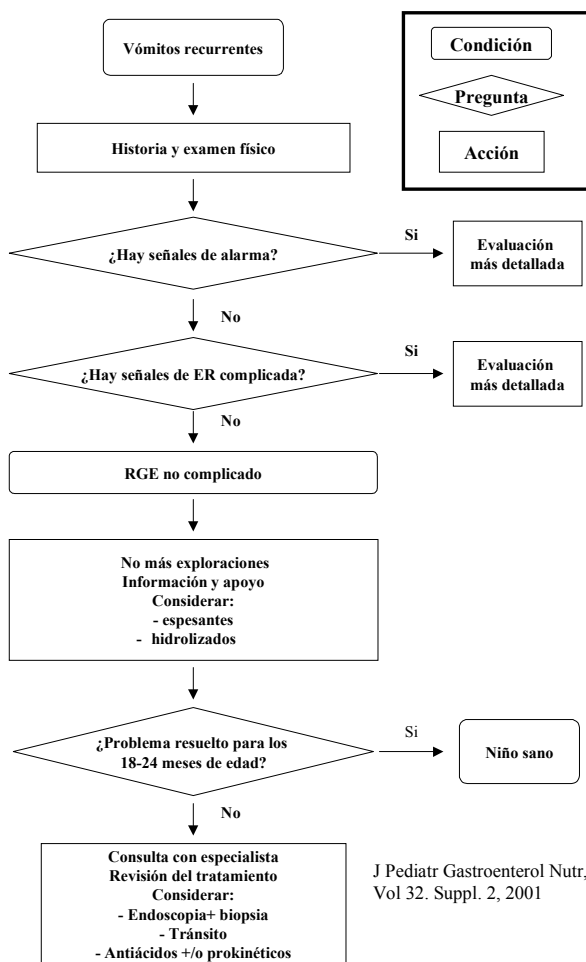 Vómitos recurrentes
Condición
Pregunta
Acción
Historia y examen físico
¿Hay señales de alarma?
Si
Evaluación
más detallada
No
¿Hay señales de ER complicada?
Si
Evaluación
más detallada
No
RGE no complicado
No más exploraciones
Información y apoyo
Considerar:
- espesantes
- hidrolizados
¿Problema resuelto para los
18-24 meses de edad?
Si
Niño sano
No
Consulta con especialista
Revisión del tratamiento
Considerar:
- Endoscopia+ biopsia
- Tránsito
- Antiácidos +/o prokinéticos
J Pediatr Gastroenterol Nutr,
Vol 32. Suppl. 2, 2001